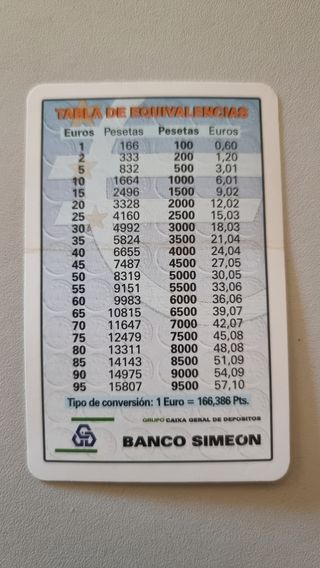 TABLA DE EQUIVALENCIAS
Euros Pesetas Pesetas Euros
1 166 100 0,60
2 333 200 1,20
5 832 500 3,01
10 1664 1000 6,01
15 2496 1500 9,02
20 3328 2000 12,02
25 4160 2500 15,03
30 4992 3000 18,03
35 5824 3500 21,04
40 6655 4000 24,04
45 7487 4500 27,05
50 8319 5000 30,05
55 9151 5500 33,06
60 9983 6000 36,06
65 10815 6500 39,07
70 11647 7000 42,07
75 12479 7500 45,08
80 13311 8000 48,08
85 14143 8500 51,09
90 14975 9000 54,09
95 15807 9500 57,10
Tipo de conversión: 1 Euro = 166,386 Pts.
GRUPO CAIXA GERAL DE DEPOSITOS
BANCO SIMEON